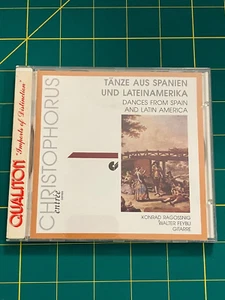 QUALITON "Imports of Distinction"
CHRISTOPHORUS
entrée
TÄNZE AUS SPANIEN
UND LATEINAMERIKA
DANCES FROM SPAIN
AND LATIN AMERICA
KONRAD RAGOSSNIG
WALTER FEYBLI
GITARRE